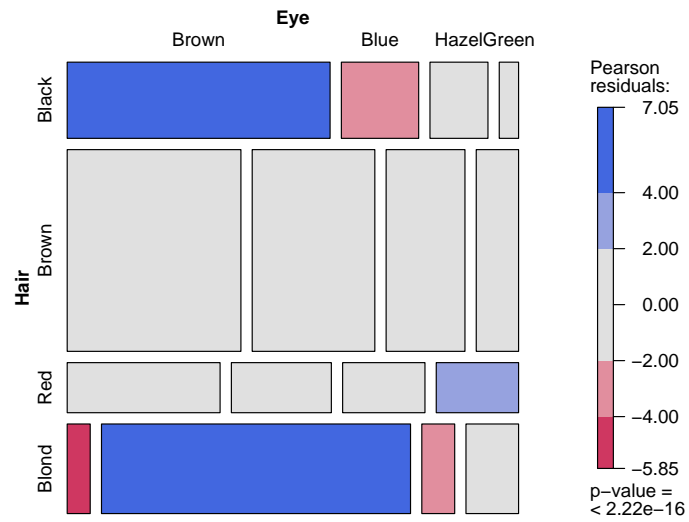 Eye
Brown Blue HazelGreen
Hair
Black
Brown
Red
Blond
Pearson
residuals:
7.05
4.00
2.00
0.00
−2.00
−4.00
−5.85
p−value =
< 2.22e−16